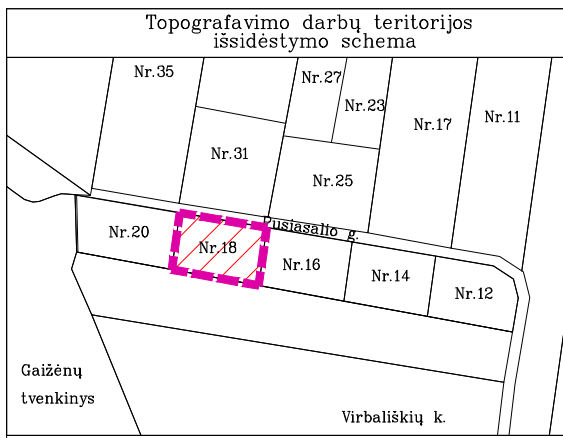 Topografavimo darbų teritorijos
išsidėstymo schema
Nr.35
Nr.27
Nr.23
Nr.17
Nr.11
Nr.31
Nr.25
Pusiasalio g.
Nr.20
Nr.18
Nr.16
Nr.14
Nr.12
Gaižėnų
tvenkinys
Virbališkių k.